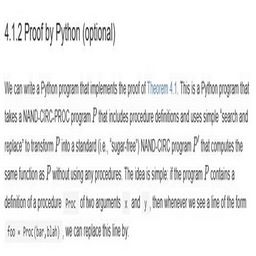 4.1.2 Proof by Python (optional)
We can write a Python program that implements the proof of Theorem 4.1. This is a Python program that
takes a NAND-CIRC-PROC program P that includes procedure definitions and uses simple "search and
replace" to transform P into a standard (i.e., "sugar-free") NAND-CIRC program P' that computes the
same function as P without using any procedures. The idea is simple: if the program P contains a
definition of a procedure Proc of two arguments x and y , then whenever we see a line of the form
foo = Proc(bar,blah) , we can replace this line by: